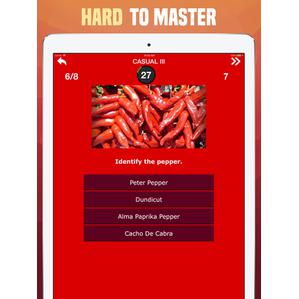 HARD TO MASTER
CASUAL III
6/8
27
7
Identify the pepper.
Peter Pepper
Dundicut
Alma Paprika Pepper
Cacho De Cabra